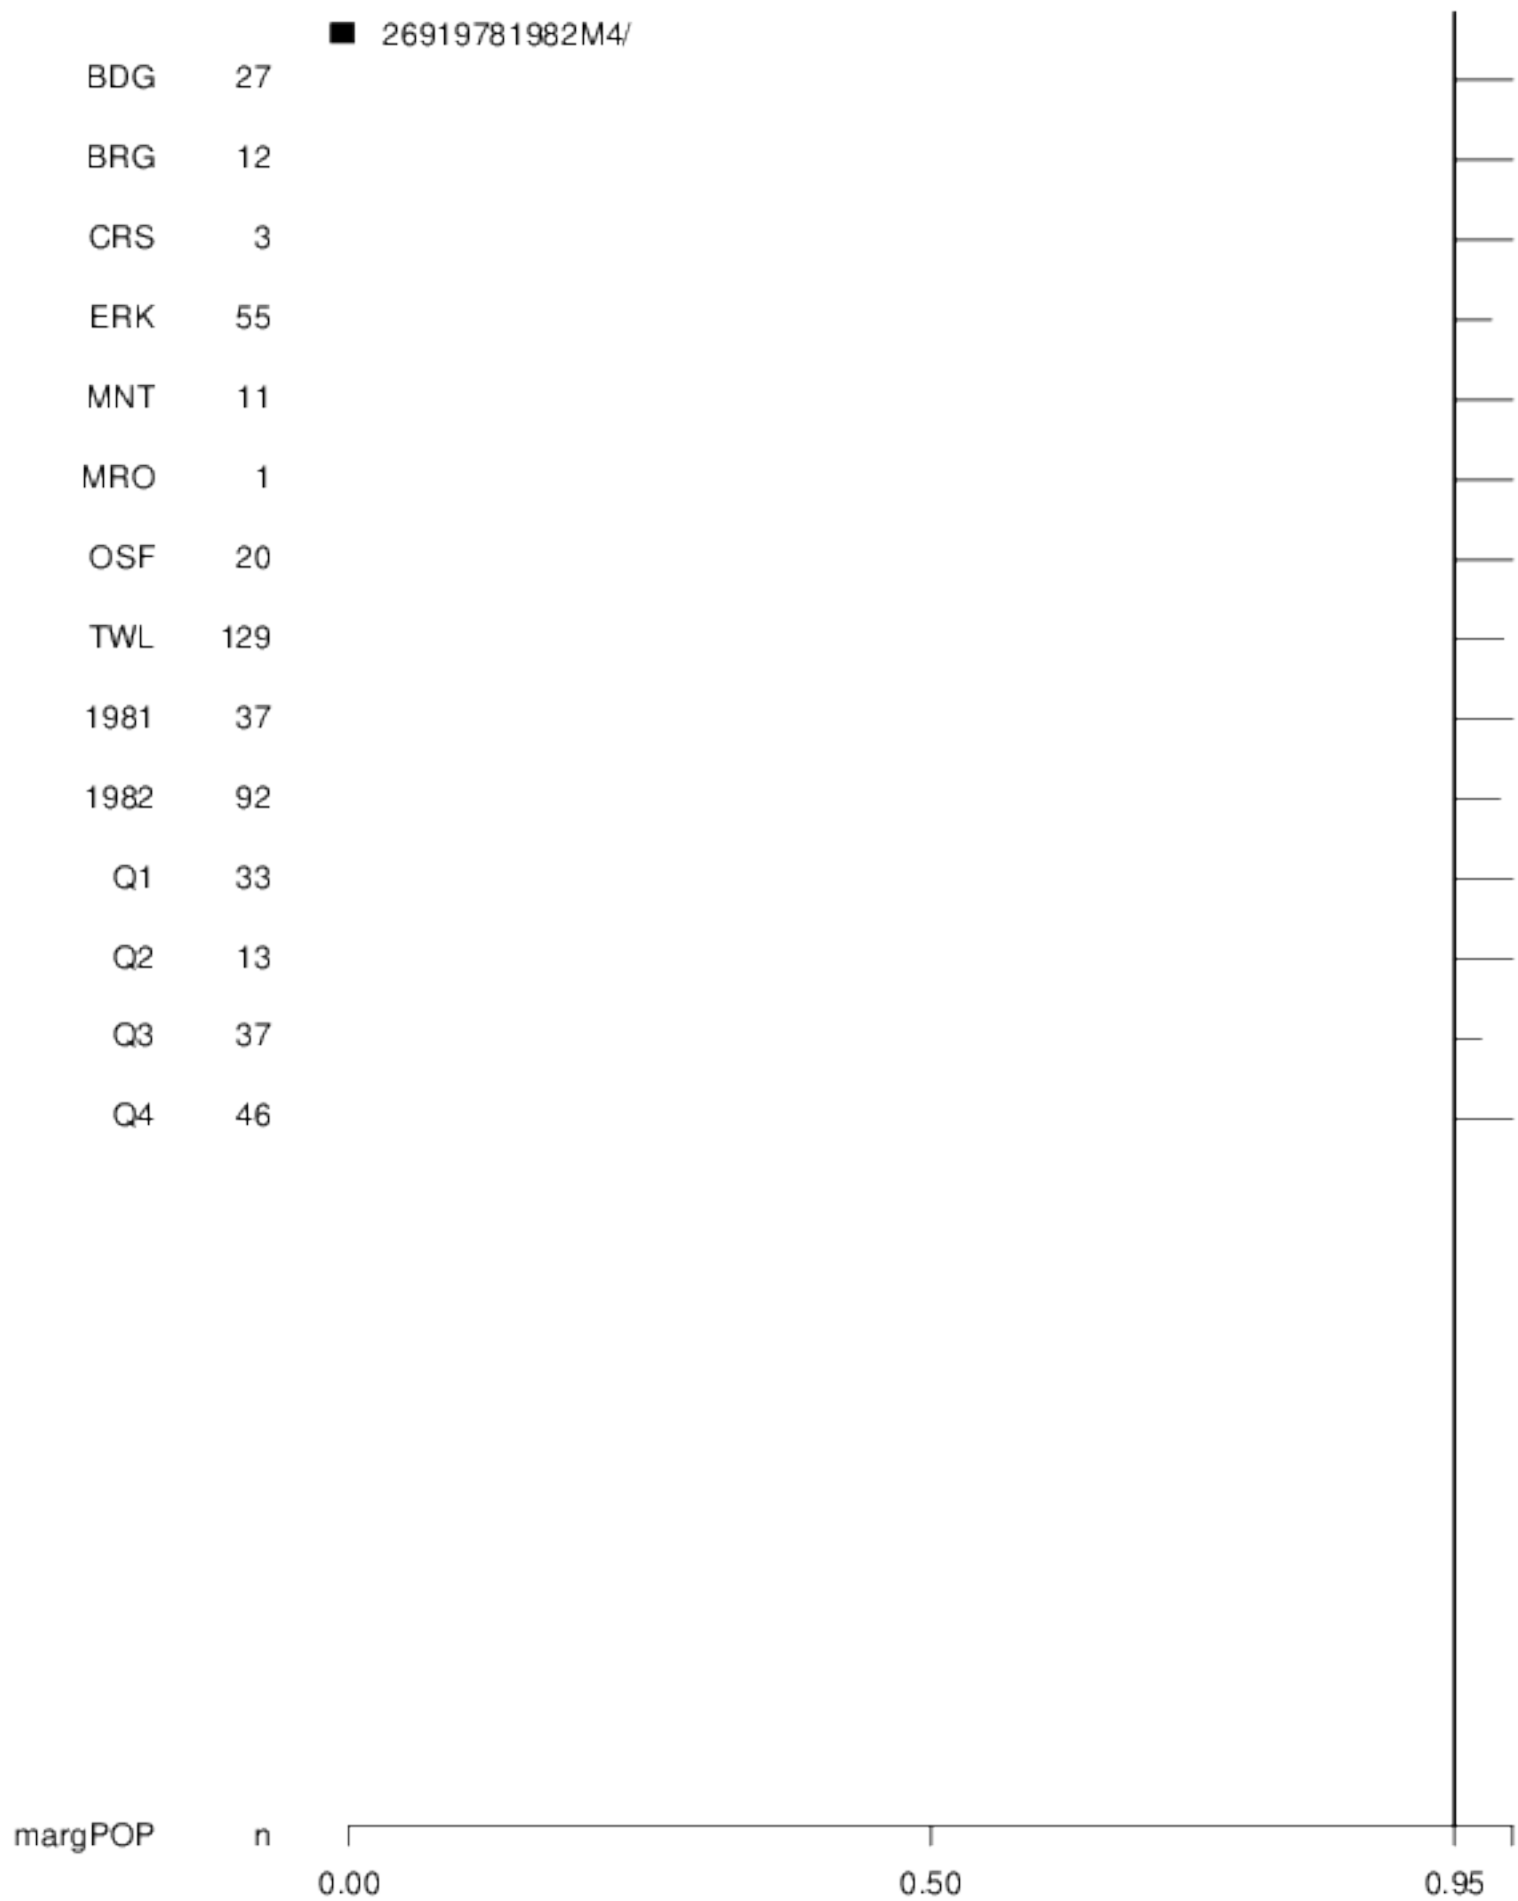 26919781982M4/
BDG 27
BRG 12
CRS 3
ERK 55
MNT 11
MRO 1
OSF 20
TWL 129
1981 37
1982 92
Q1 33
Q2 13
Q3 37
Q4 46
margPOP n
0.00 0.50 0.95